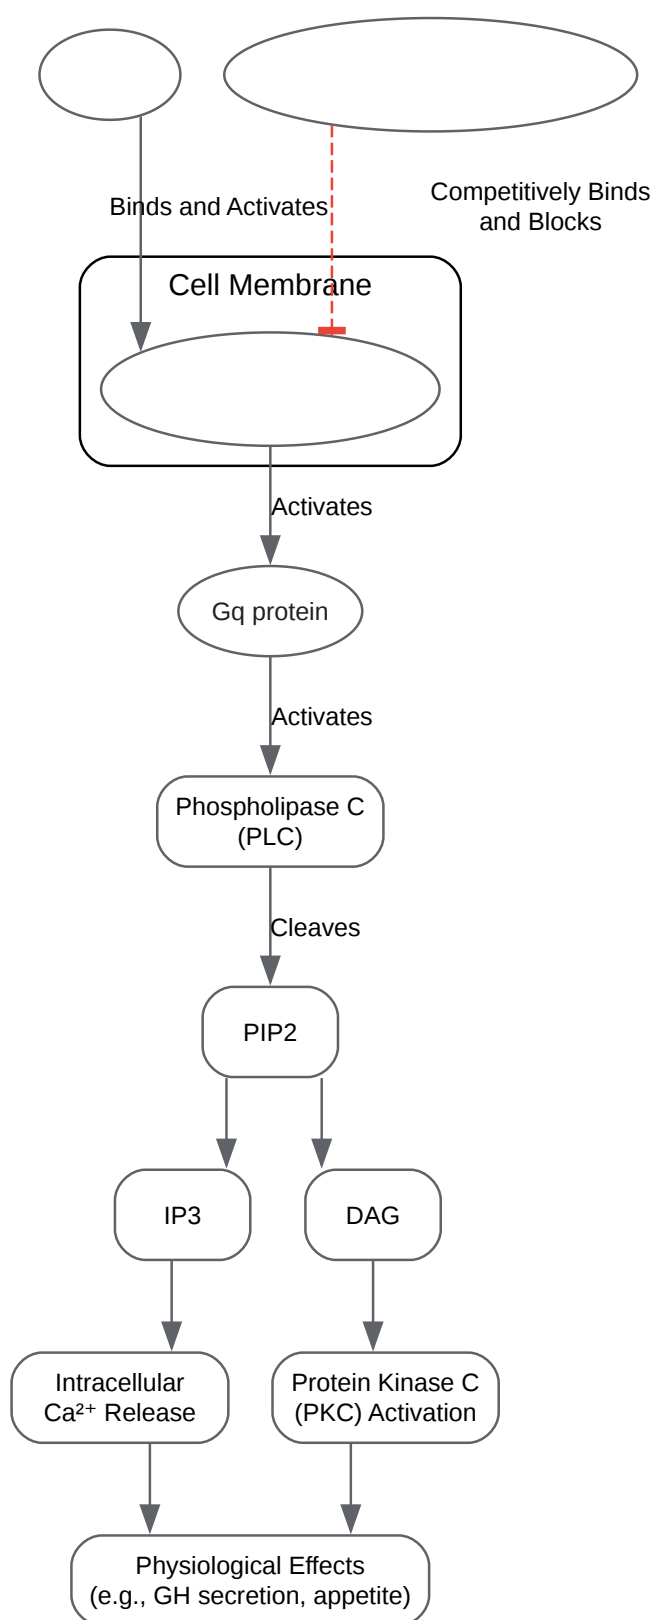 Binds and Activates
Competitively Binds
and Blocks
Cell Membrane
Activates
Gq protein
Activates
Phospholipase C
(PLC)
Cleaves
PIP2
IP3
DAG
Intracellular
Ca²⁺ Release
Protein Kinase C
(PKC) Activation
Physiological Effects
(e.g., GH secretion, appetite)